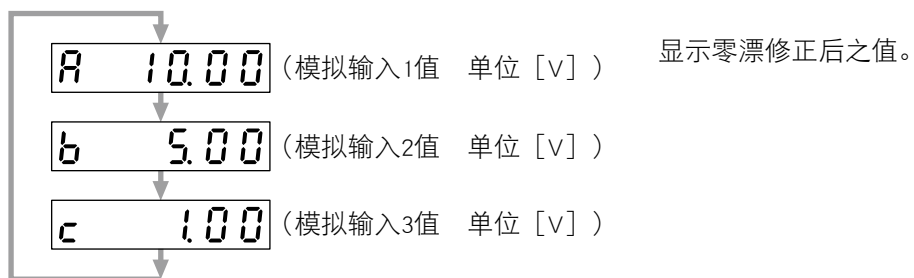 A 10.00 (模拟输入1值 单位［V］)
显示零漂修正后之值。
b 5.00 (模拟输入2值 单位［V］)
c 1.00 (模拟输入3值 单位［V］)